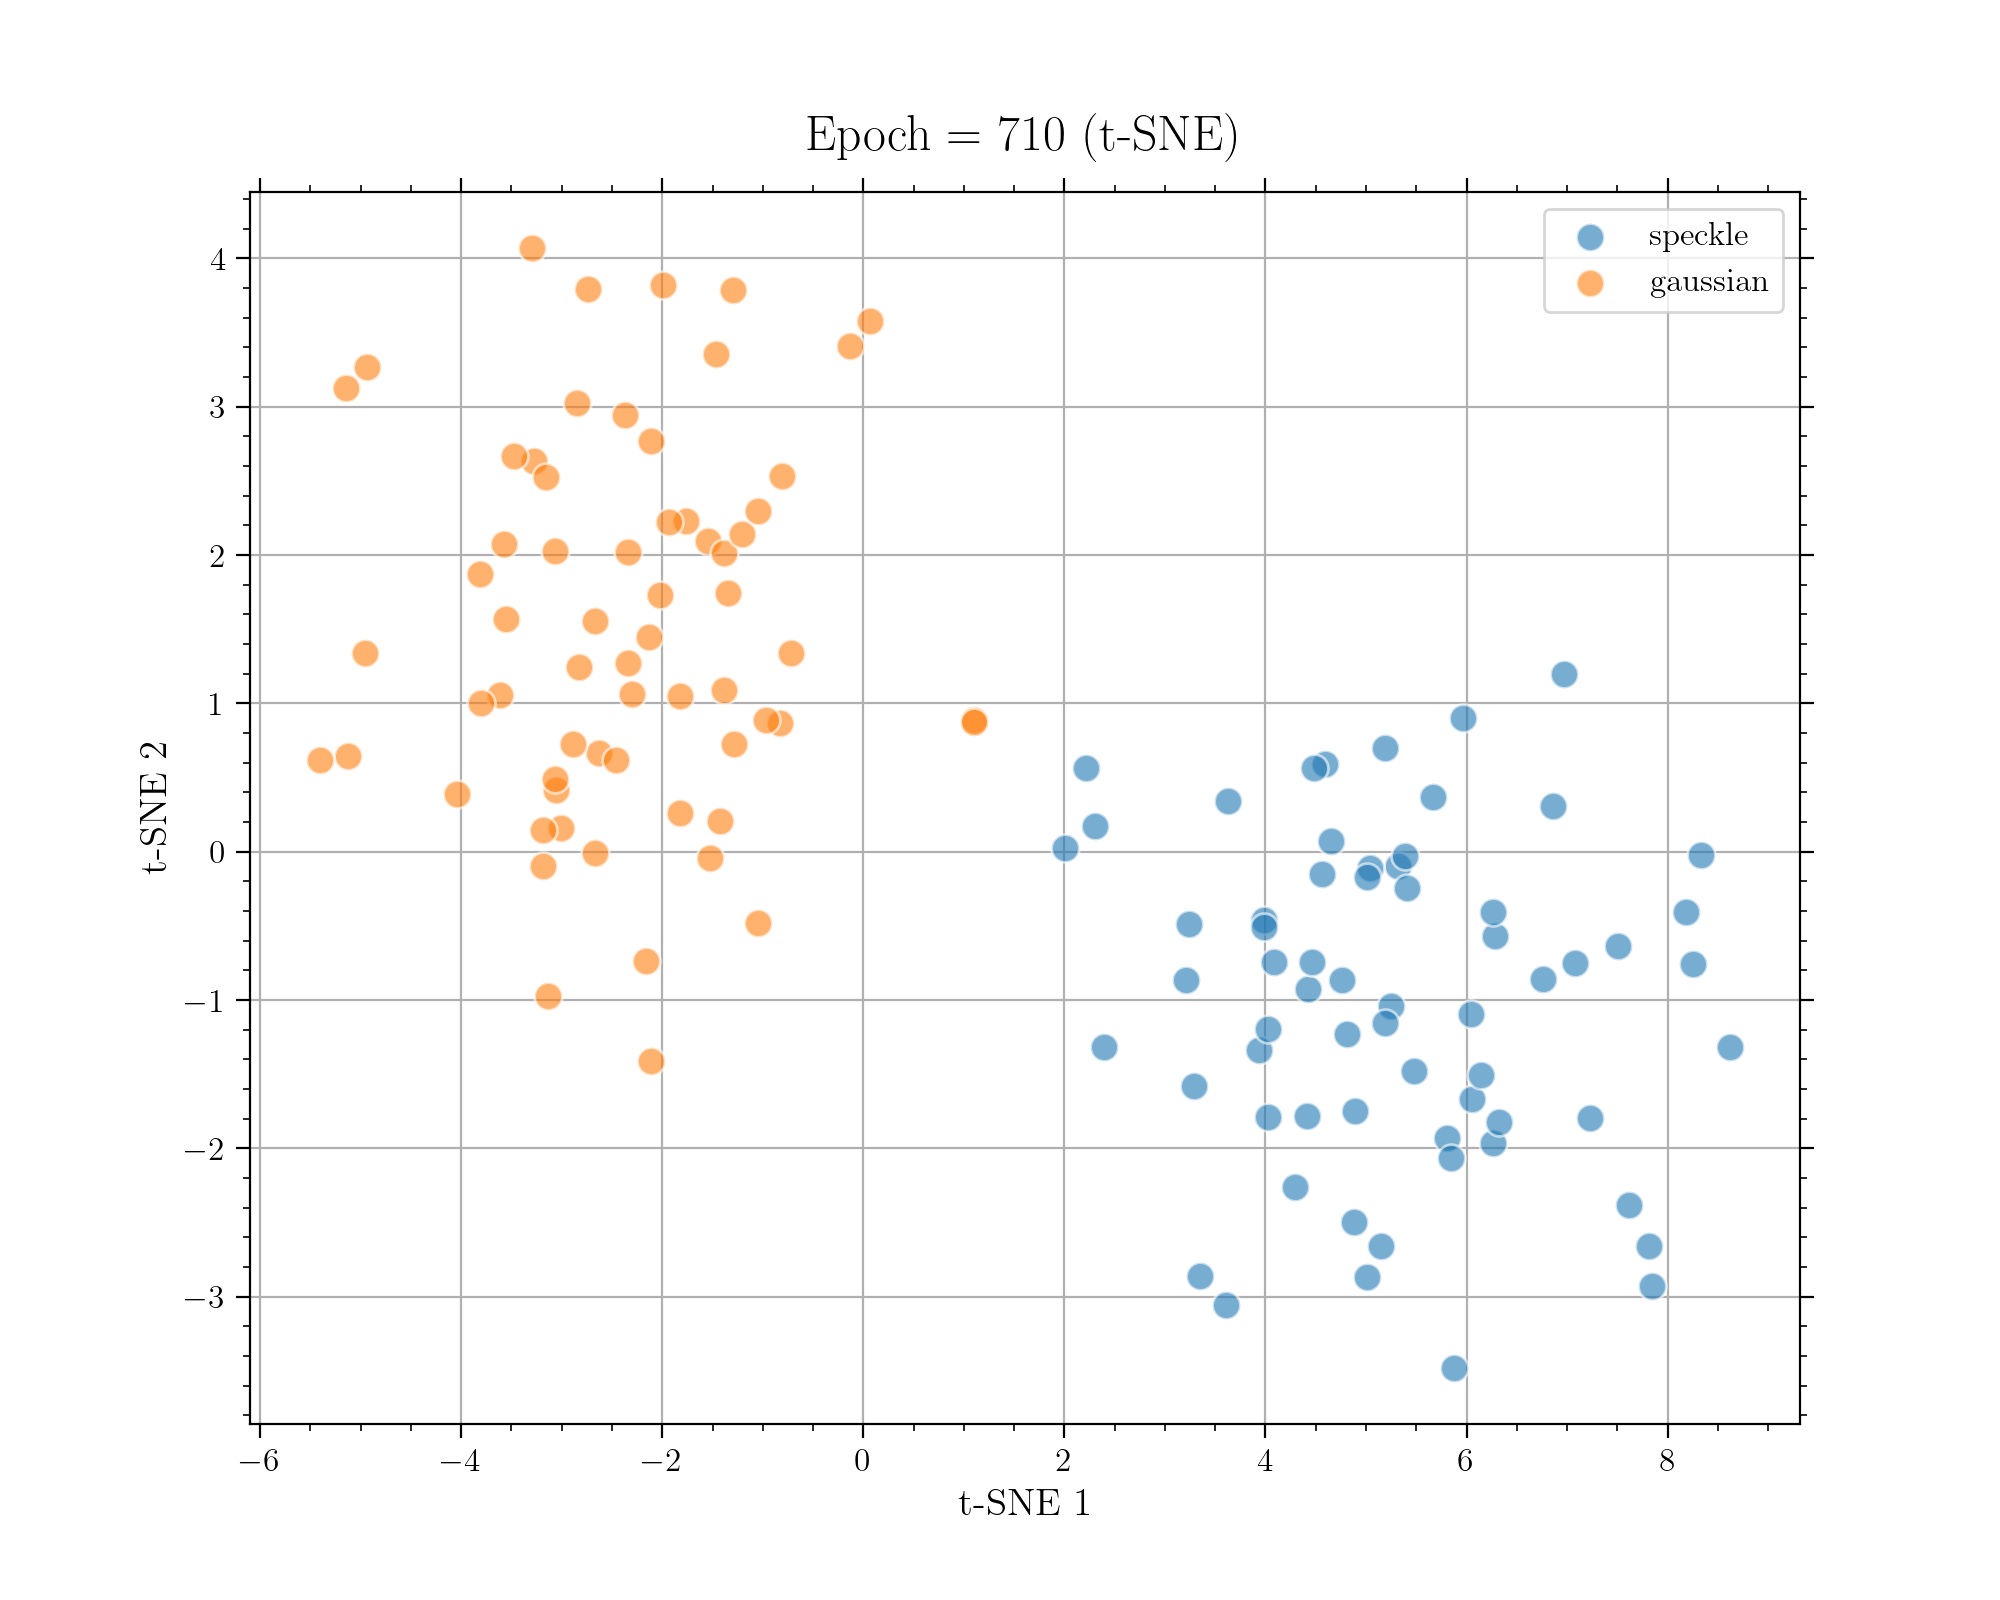 Epoch = 710 (t-SNE)
speckle
gaussian
4
3
2
1
0
−1
−2
−3
t-SNE 2
−6 −4 −2 0 2 4 6 8
t-SNE 1